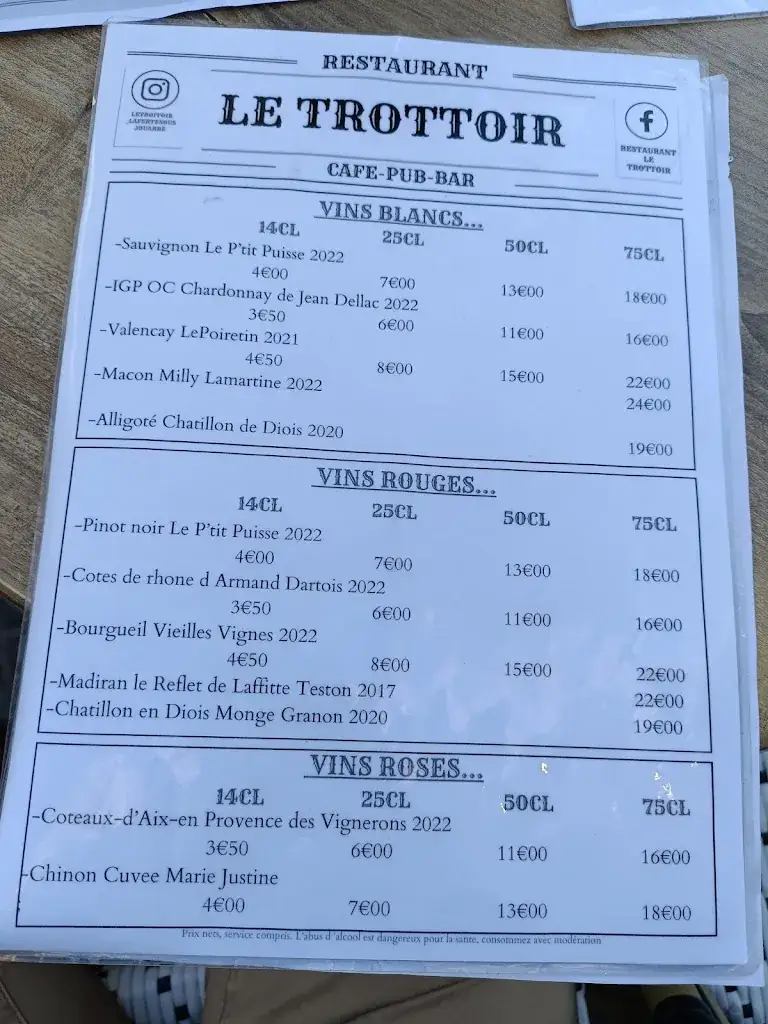 RESTAURANT
LE TROTTOIR
CAFE-PUB-BAR
LETROTTOIR
LAFERTESOUS
JOUARRE
RESTAURANT
LE
TROTTOIR
VINS BLANCS...
14CL 25CL 50CL 75CL
-Sauvignon Le P'tit Puisse 2022
4€00 7€00 13€00 18€00
-IGP OC Chardonnay de Jean Dellac 2022
3€50 6€00 11€00 16€00
-Valencay LePoiretin 2021
4€50 8€00 15€00 22€00
-Macon Milly Lamartine 2022
24€00
-Alligoté Chatillon de Diois 2020
19€00
VINS ROUGES...
14CL 25CL 50CL 75CL
-Pinot noir Le P'tit Puisse 2022
4€00 7€00 13€00 18€00
-Cotes de rhone d Armand Dartois 2022
3€50 6€00 11€00 16€00
-Bourgueil Vieilles Vignes 2022
4€50 8€00 15€00 22€00
-Madiran le Reflet de Laffitte Teston 2017 22€00
-Chatillon en Diois Monge Granon 2020 19€00
VINS ROSES...
14CL 25CL 50CL 75CL
-Coteaux-d'Aix-en Provence des Vignerons 2022
3€50 6€00 11€00 16€00
-Chinon Cuvee Marie Justine
4€00 7€00 13€00 18€00
Prix nets, service compris. L'abus d'alcool est dangereux pour la sante, consommez avec modération